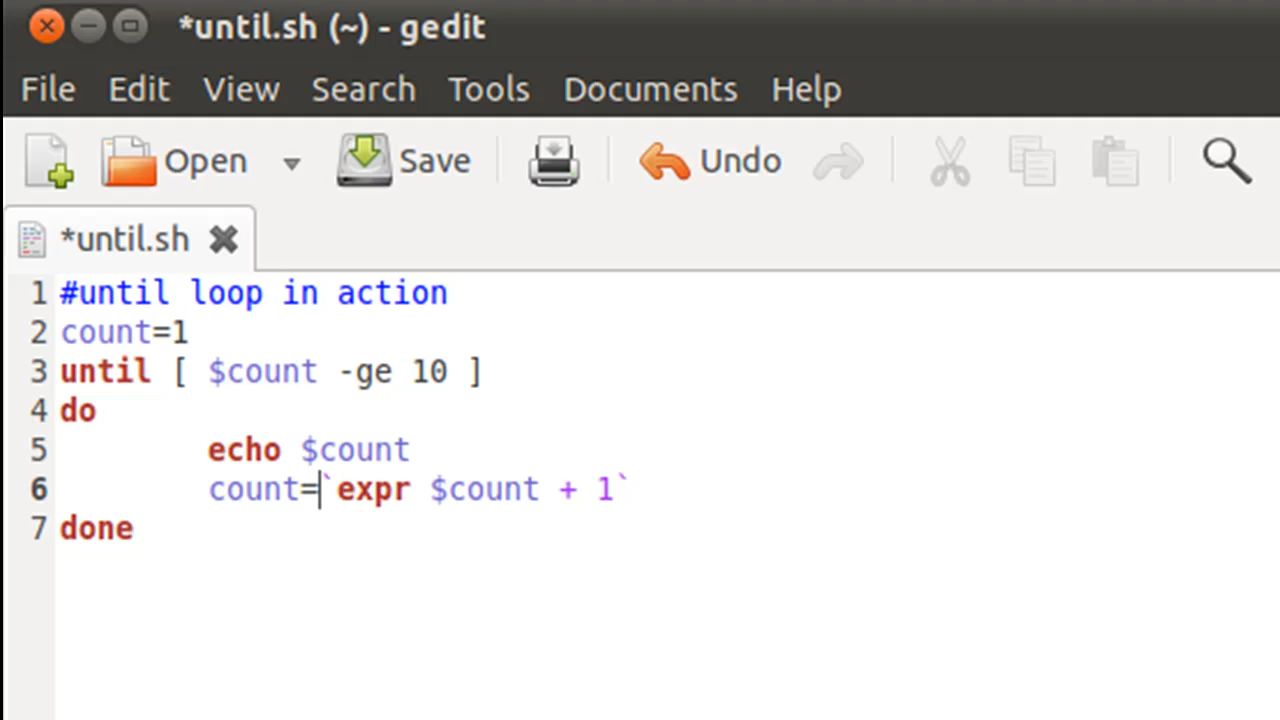 *until.sh (~) - gedit
File Edit View Search Tools Documents Help
Open Save Undo
*until.sh
1 #until loop in action
2 count=1
3 until [ $count -ge 10 ]
4 do
5 echo $count
6 count=`expr $count + 1`
7 done